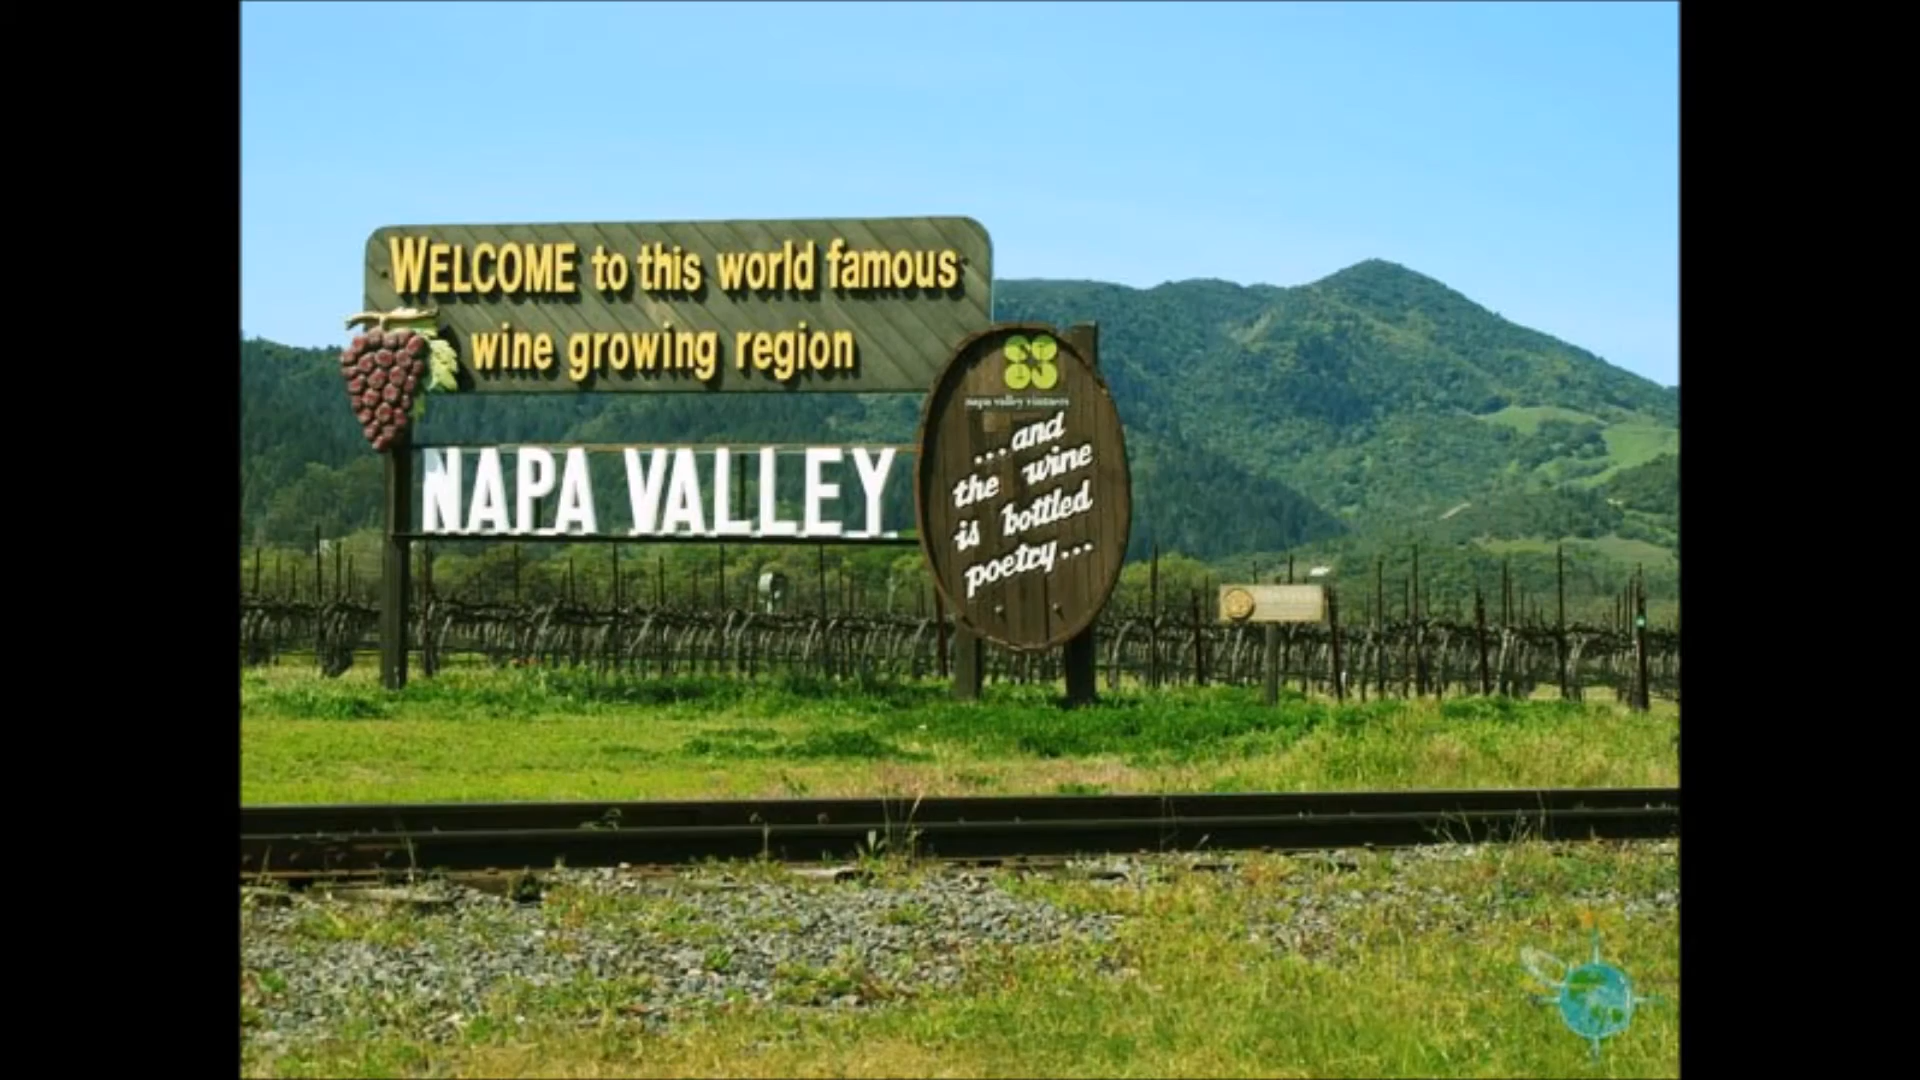 WELCOME to this world famous
wine growing region
NAPA VALLEY
napa valley vintners
...and
the wine
is bottled
poetry...